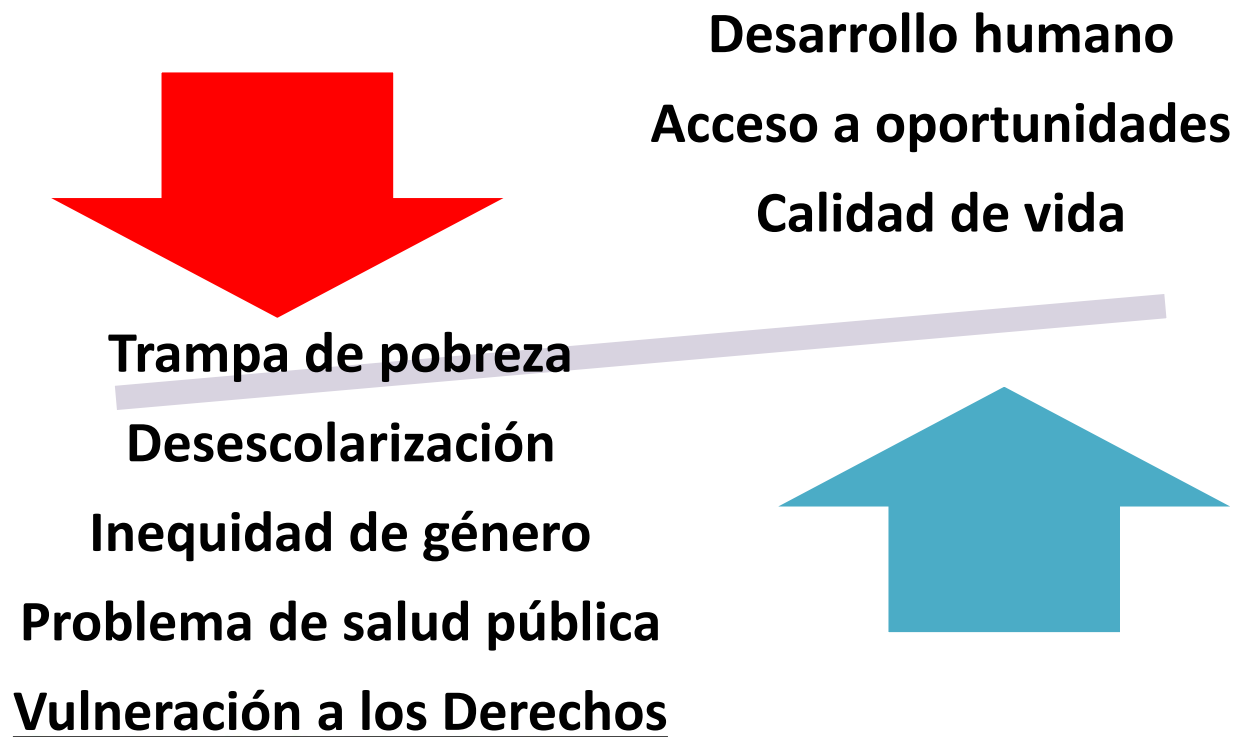 Desarrollo humano
Acceso a oportunidades
Calidad de vida
Trampa de pobreza
Desescolarización
Inequidad de género
Problema de salud pública
Vulneración a los Derechos